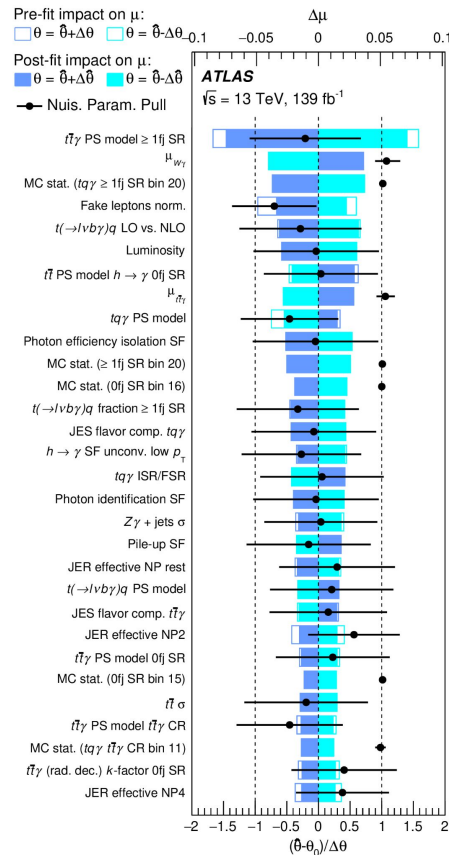 Pre-fit impact on μ:
θ = θ̂+Δθ θ = θ̂-Δθ
Post-fit impact on μ:
θ = θ̂+Δθ̂ θ = θ̂-Δθ̂
Nuis. Param. Pull
Δμ
−0.1 −0.05 0 0.05 0.1
ATLAS
√s = 13 TeV, 139 fb⁻¹
tt̄γ PS model ≥ 1fj SR
μWγ
MC stat. (tqγ ≥ 1fj SR bin 20)
Fake leptons norm.
t(→lνbγ)q LO vs. NLO
Luminosity
tt̄ PS model h → γ 0fj SR
μtt̄γ
tqγ PS model
Photon efficiency isolation SF
MC stat. (≥ 1fj SR bin 20)
MC stat. (0fj SR bin 16)
t(→lνbγ)q fraction ≥ 1fj SR
JES flavor comp. tqγ
h → γ SF unconv. low pT
tqγ ISR/FSR
Photon identification SF
Zγ + jets σ
Pile-up SF
JER effective NP rest
t(→lνbγ)q PS model
JES flavor comp. tt̄γ
JER effective NP2
tt̄γ PS model 0fj SR
MC stat. (0fj SR bin 15)
tt̄ σ
tt̄γ PS model tt̄γ CR
MC stat. (tqγ tt̄γ CR bin 11)
tt̄γ (rad. dec.) k-factor 0fj SR
JER effective NP4
−2 −1.5 −1 −0.5 0 0.5 1 1.5 2
(θ̂-θ₀)/Δθ